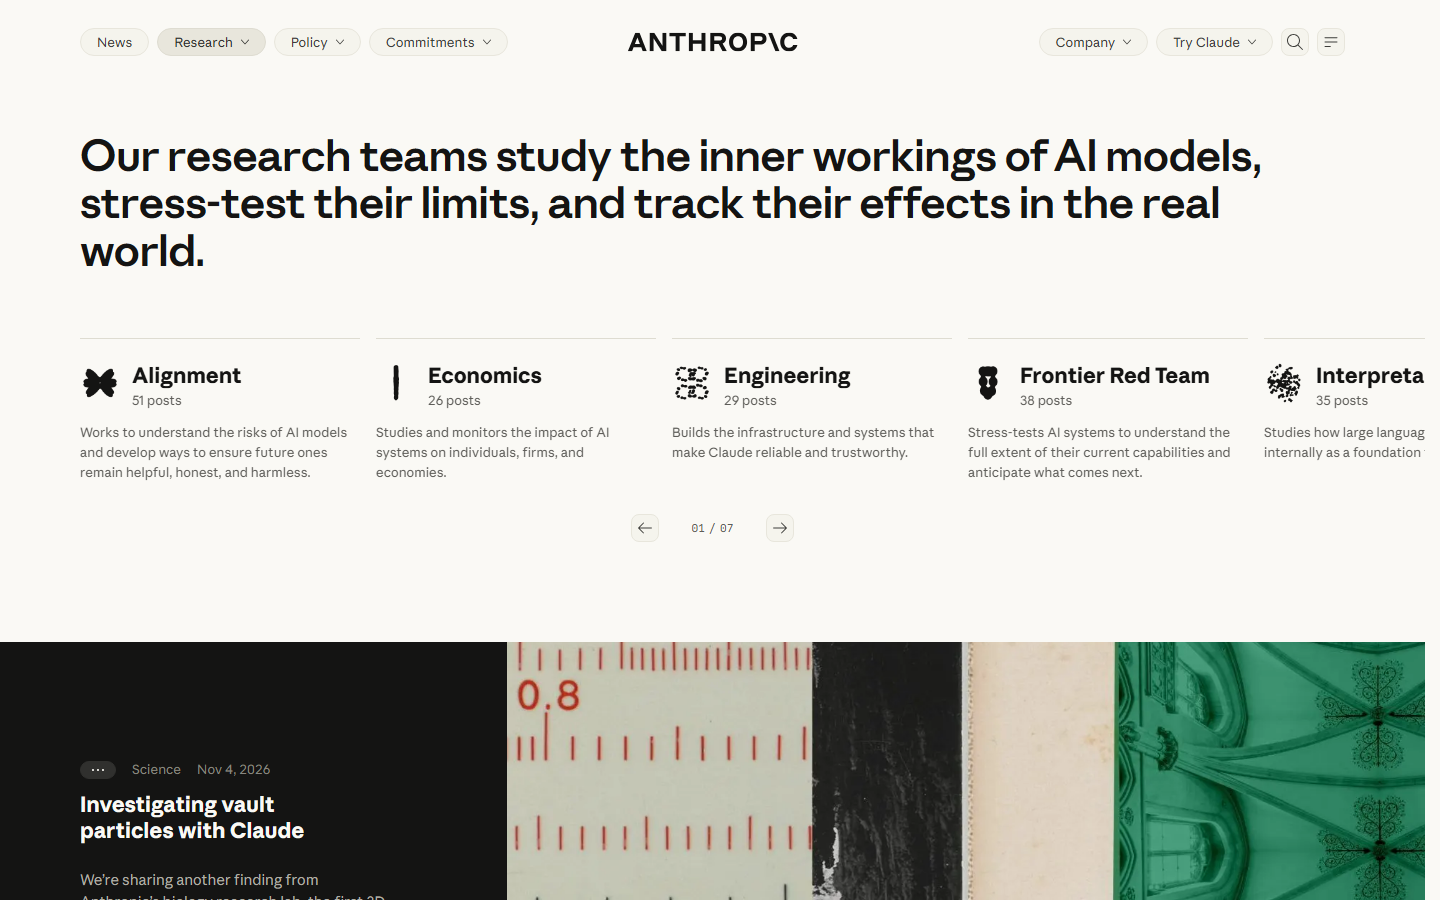 News
Research
Policy
Commitments
ANTHROP\C
Company
Try Claude
Our research teams study the inner workings of AI models,
stress-test their limits, and track their effects in the real
world.
Alignment
51 posts
Works to understand the risks of AI models
and develop ways to ensure future ones
remain helpful, honest, and harmless.
Economics
26 posts
Studies and monitors the impact of AI
systems on individuals, firms, and
economies.
Engineering
29 posts
Builds the infrastructure and systems that
make Claude reliable and trustworthy.
Frontier Red Team
38 posts
Stress-tests AI systems to understand the
full extent of their current capabilities and
anticipate what comes next.
Interpreta
35 posts
Studies how large languag
internally as a foundation
01 / 07
0.8
Science
Nov 4, 2026
Investigating vault
particles with Claude
We're sharing another finding from
Anthropic's biology research lab, the first 3D